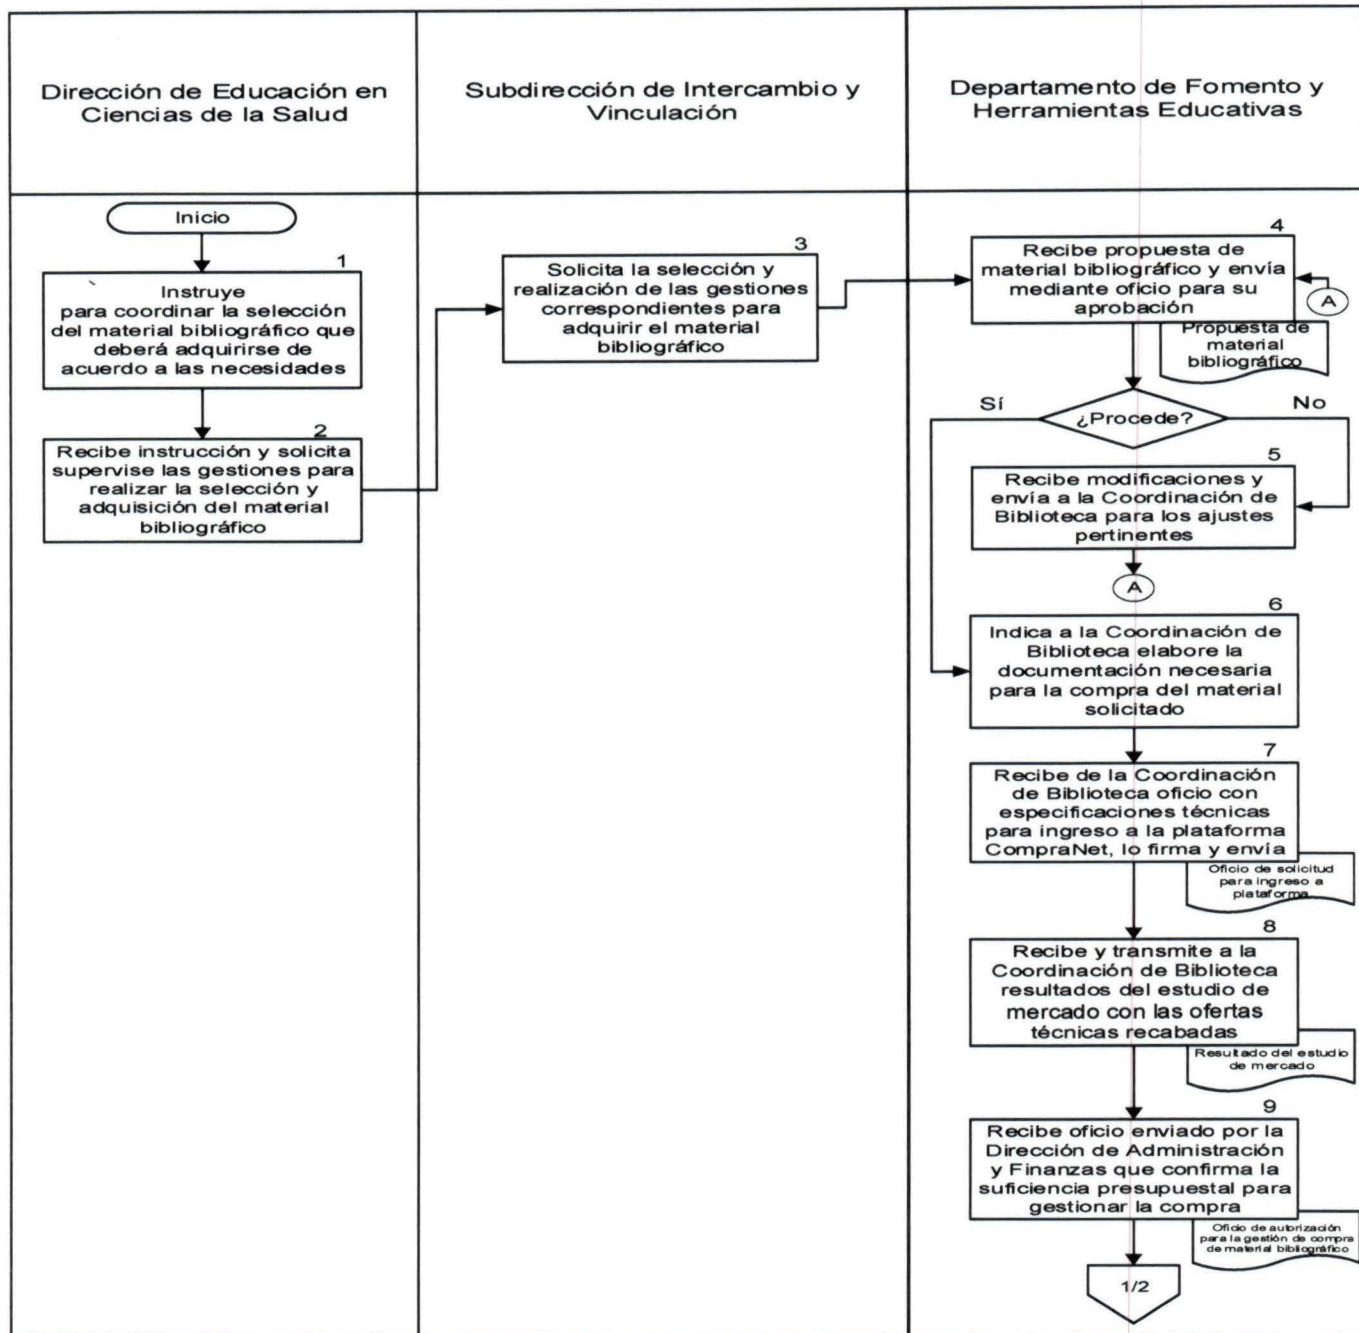 Dirección de Educación en
Ciencias de la Salud
Subdirección de Intercambio y
Vinculación
Departamento de Fomento y
Herramientas Educativas
Inicio
1
Instruye
para coordinar la selección
del material bibliográfico que
deberá adquirirse de
acuerdo a las necesidades
2
Recibe instrucción y solicita
supervise las gestiones para
realizar la selección y
adquisición del material
bibliográfico
3
Solicita la selección y
realización de las gestiones
correspondientes para
adquirir el material
bibliográfico
4
Recibe propuesta de
material bibliográfico y envía
mediante oficio para su
aprobación
A
Propuesta de
material
bibliográfico
Sí
¿Procede?
No
5
Recibe modificaciones y
envía a la Coordinación de
Biblioteca para los ajustes
pertinentes
A
6
Indica a la Coordinación de
Biblioteca elabore la
documentación necesaria
para la compra del material
solicitado
7
Recibe de la Coordinación
de Biblioteca oficio con
especificaciones técnicas
para ingreso a la plataforma
CompraNet, lo firma y envía
Oficio de solicitud
para ingreso a
plataforma
8
Recibe y transmite a la
Coordinación de Biblioteca
resultados del estudio de
mercado con las ofertas
técnicas recabadas
Resultado del estudio
de mercado
9
Recibe oficio enviado por la
Dirección de Administración
y Finanzas que confirma la
suficiencia presupuestal para
gestionar la compra
Oficio de autorización
para la gestión de compra
de material bibliográfico
1/2